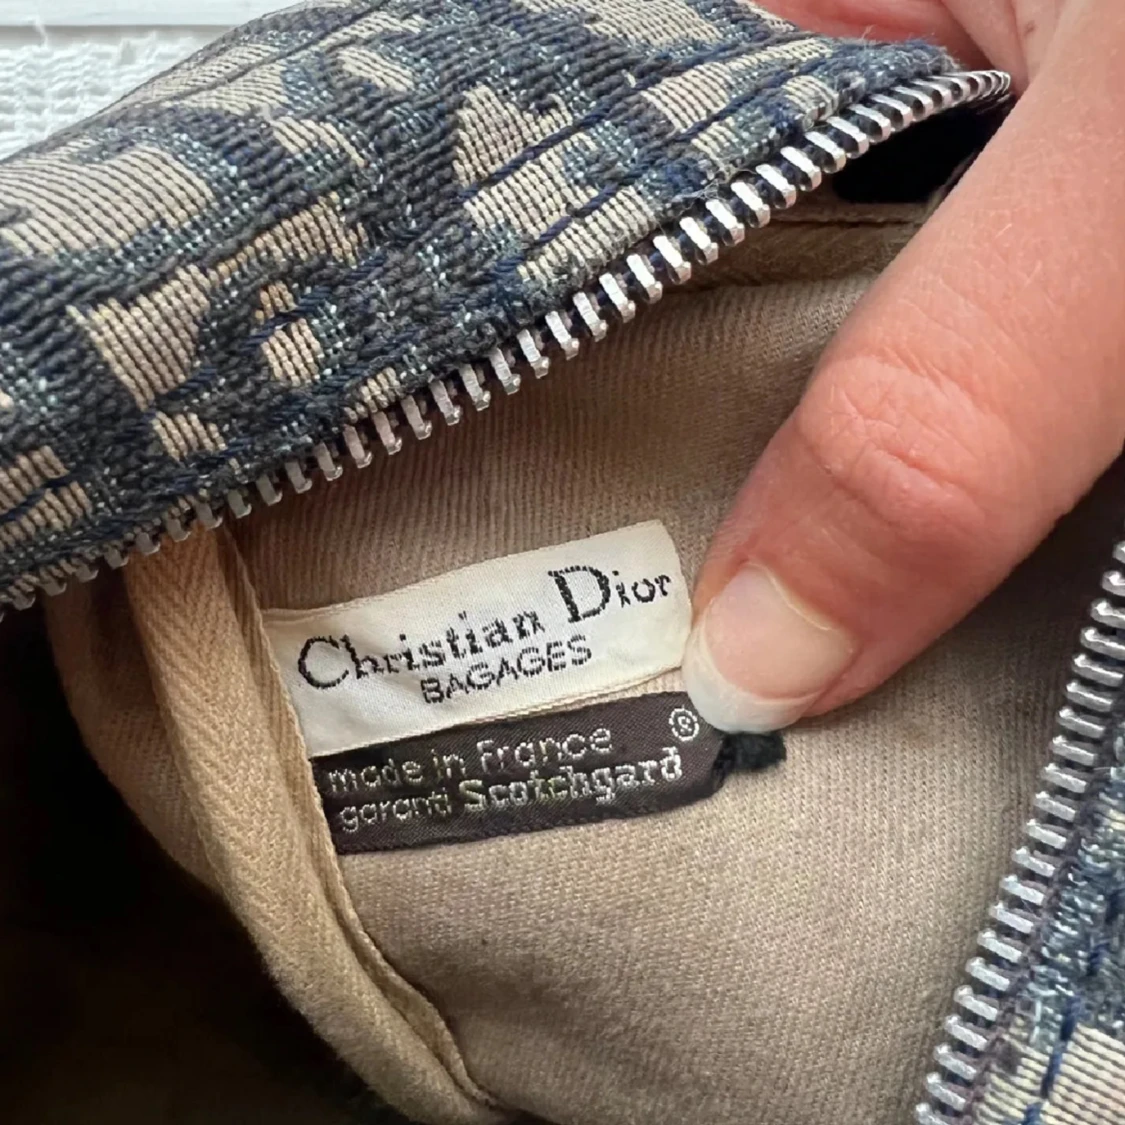 Christian Dior
BAGAGES
made in France Ⓢ
garanti Scotchgard